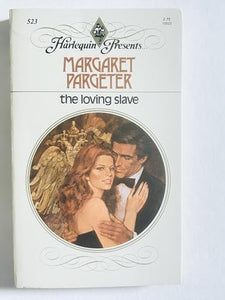 523
Harlequin Presents
MARGARET
PARGETER
the loving slave